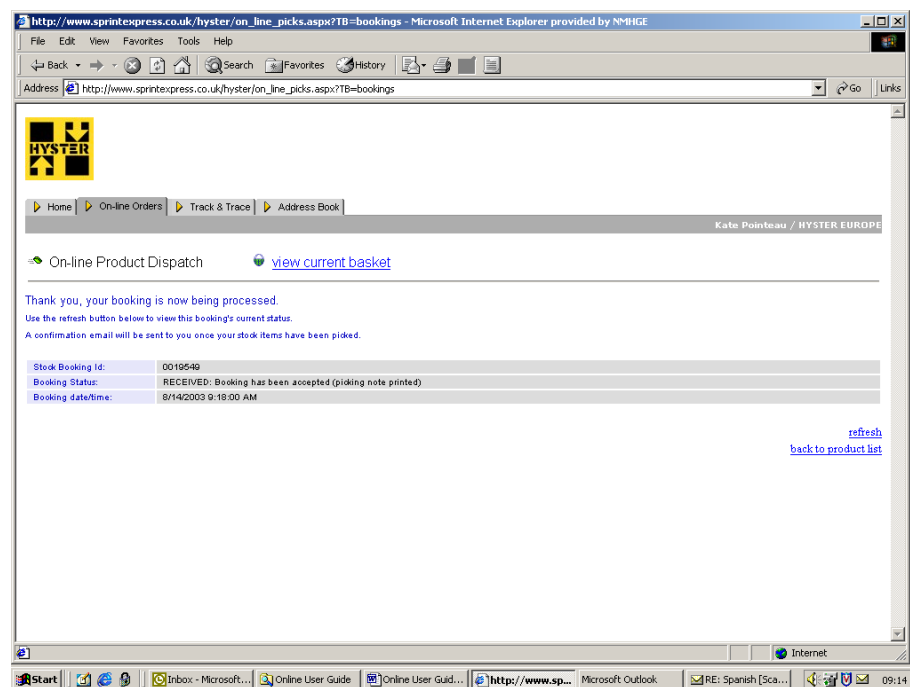 http://www.sprintexpress.co.uk/hyster/on_line_picks.aspx?TB=bookings - Microsoft Internet Explorer provided by NMHGE
File Edit View Favorites Tools Help
Back Search Favorites History
Address http://www.sprintexpress.co.uk/hyster/on_line_picks.aspx?TB=bookings Go Links
HYSTER
Home On-line Orders Track & Trace Address Book
Kate Pointeau / HYSTER EUROPE
On-line Product Dispatch view current basket
Thank you, your booking is now being processed.
Use the refresh button below to view this booking's current status.
A confirmation email will be sent to you once your stock items have been picked.
Stock Booking Id: 0019549
Booking Status: RECEIVED: Booking has been accepted (picking note printed)
Booking date/time: 8/14/2003 9:18:00 AM
refresh
back to product list
Internet
Start Inbox - Microsoft... Online User Guide Online User Guid... http://www.sp... Microsoft Outlook RE: Spanish [Sca... 09:14